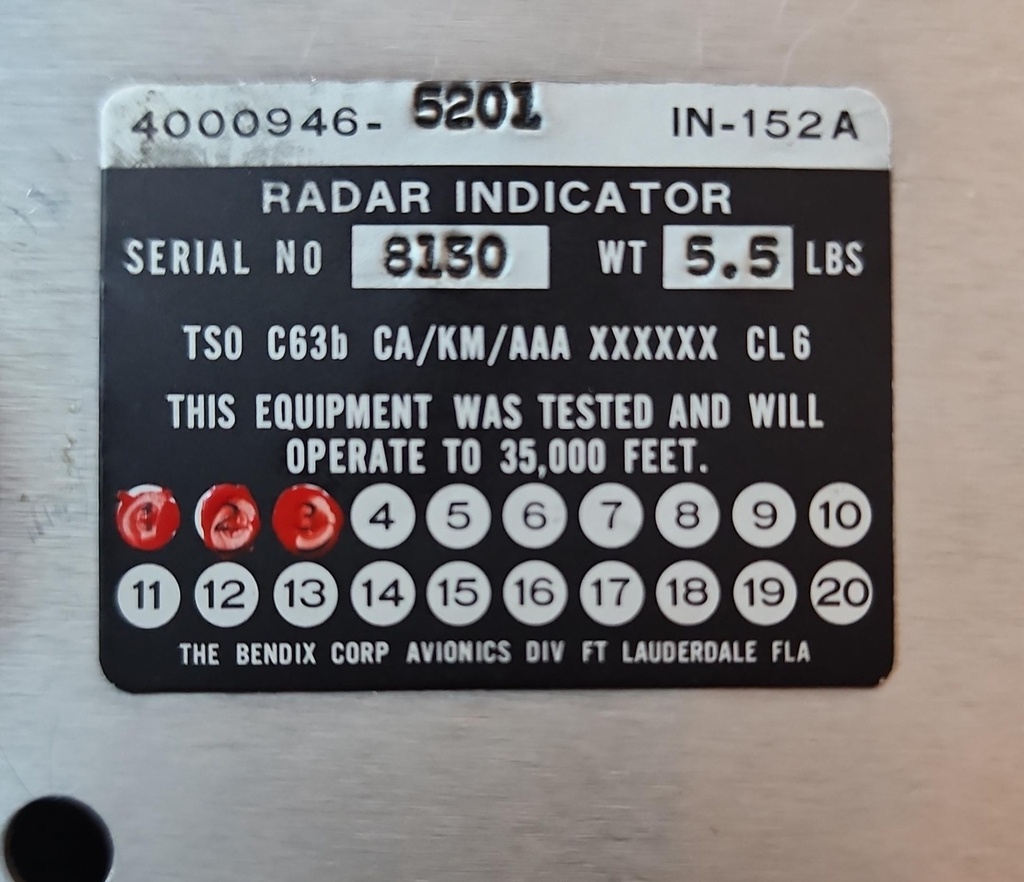 4000946- 5201 IN-152A
RADAR INDICATOR
SERIAL NO 8130 WT 5.5 LBS
TSO C63b CA/KM/AAA XXXXXX CL6
THIS EQUIPMENT WAS TESTED AND WILL
OPERATE TO 35,000 FEET.
1 2 3 4 5 6 7 8 9 10
11 12 13 14 15 16 17 18 19 20
THE BENDIX CORP AVIONICS DIV FT LAUDERDALE FLA